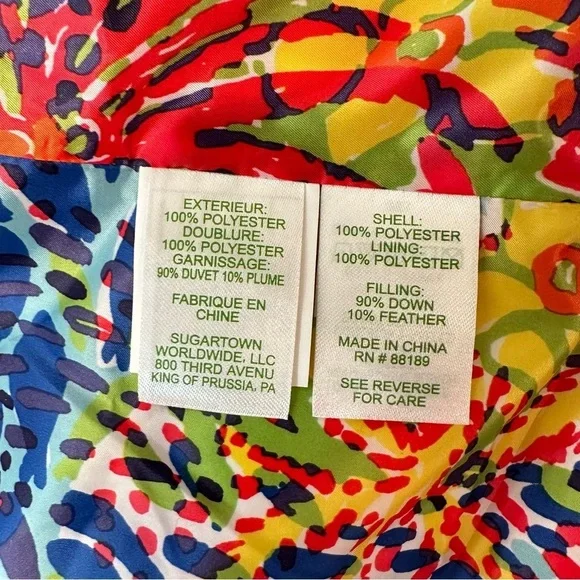 EXTERIEUR:
100% POLYESTER
DOUBLURE:
100% POLYESTER
GARNISSAGE:
90% DUVET 10% PLUME
FABRIQUE EN
CHINE
SUGARTOWN
WORLDWIDE, LLC
800 THIRD AVENU
KING OF PRUSSIA, PA
SHELL:
100% POLYESTER
LINING:
100% POLYESTER
FILLING:
90% DOWN
10% FEATHER
MADE IN CHINA
RN # 88189
SEE REVERSE
FOR CARE